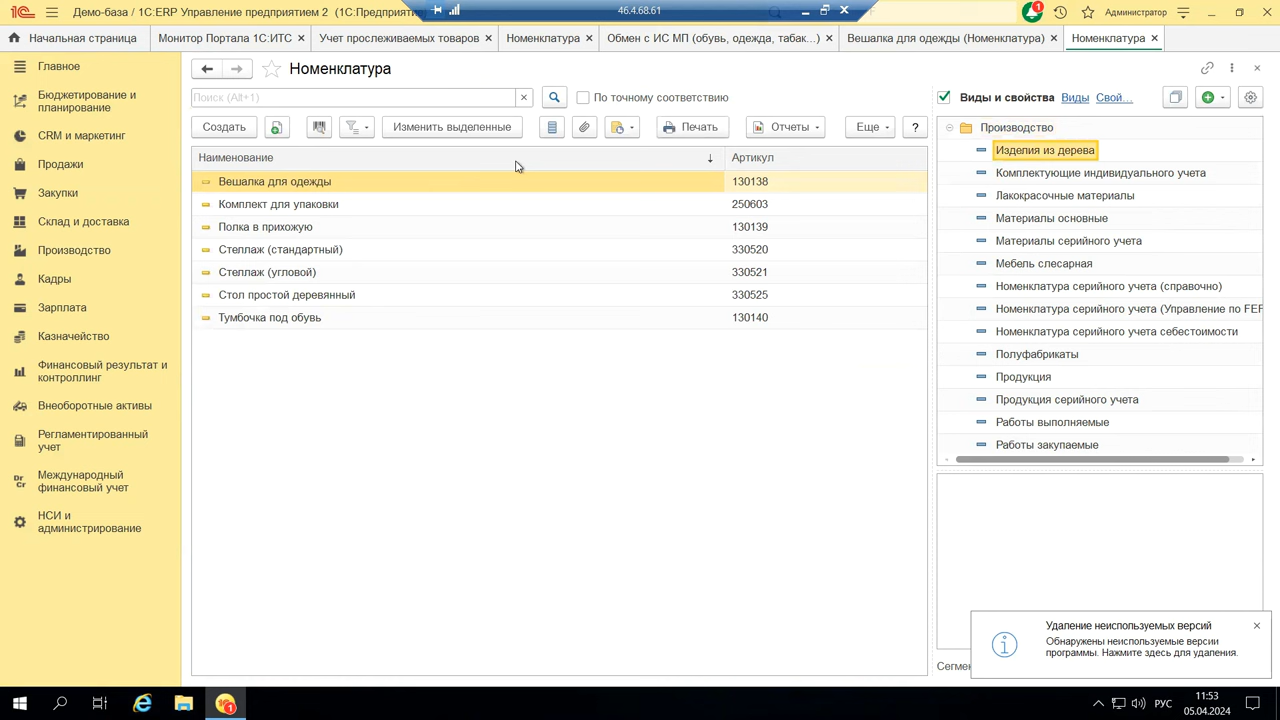 46.4.68.61
Демо-база / 1С:ERP Управление предприятием 2 (1С:Предприяти
1
Администратор
Начальная страница
Монитор Портала 1С:ИТС
Учет прослеживаемых товаров
Номенклатура
Обмен с ИС МП (обувь, одежда, табак...)
Вешалка для одежды (Номенклатура)
Номенклатура
Главное
Бюджетирование и
планирование
CRM и маркетинг
Продажи
Закупки
Склад и доставка
Производство
Кадры
Зарплата
Казначейство
Финансовый результат и
контроллинг
Внеоборотные активы
Регламентированный
учет
Международный
финансовый учет
НСИ и
администрирование
Номенклатура
Поиск (Alt+1)
По точному соответствию
Создать
Изменить выделенные
Печать
Отчеты
Еще
?
Наименование
Артикул
Вешалка для одежды 130138
Комплект для упаковки 250603
Полка в прихожую 130139
Стеллаж (стандартный) 330520
Стеллаж (угловой) 330521
Стол простой деревянный 330525
Тумбочка под обувь 130140
Виды и свойства Виды Свой...
Производство
Изделия из дерева
Комплектующие индивидуального учета
Лакокрасочные материалы
Материалы основные
Материалы серийного учета
Мебель слесарная
Номенклатура серийного учета (справочно)
Номенклатура серийного учета (Управление по FEF
Номенклатура серийного учета себестоимости
Полуфабрикаты
Продукция
Продукция серийного учета
Работы выполняемые
Работы закупаемые
Сегмен
Удаление неиспользуемых версий
Обнаружены неиспользуемые версии
программы. Нажмите здесь для удаления.
РУС
11:53
05.04.2024